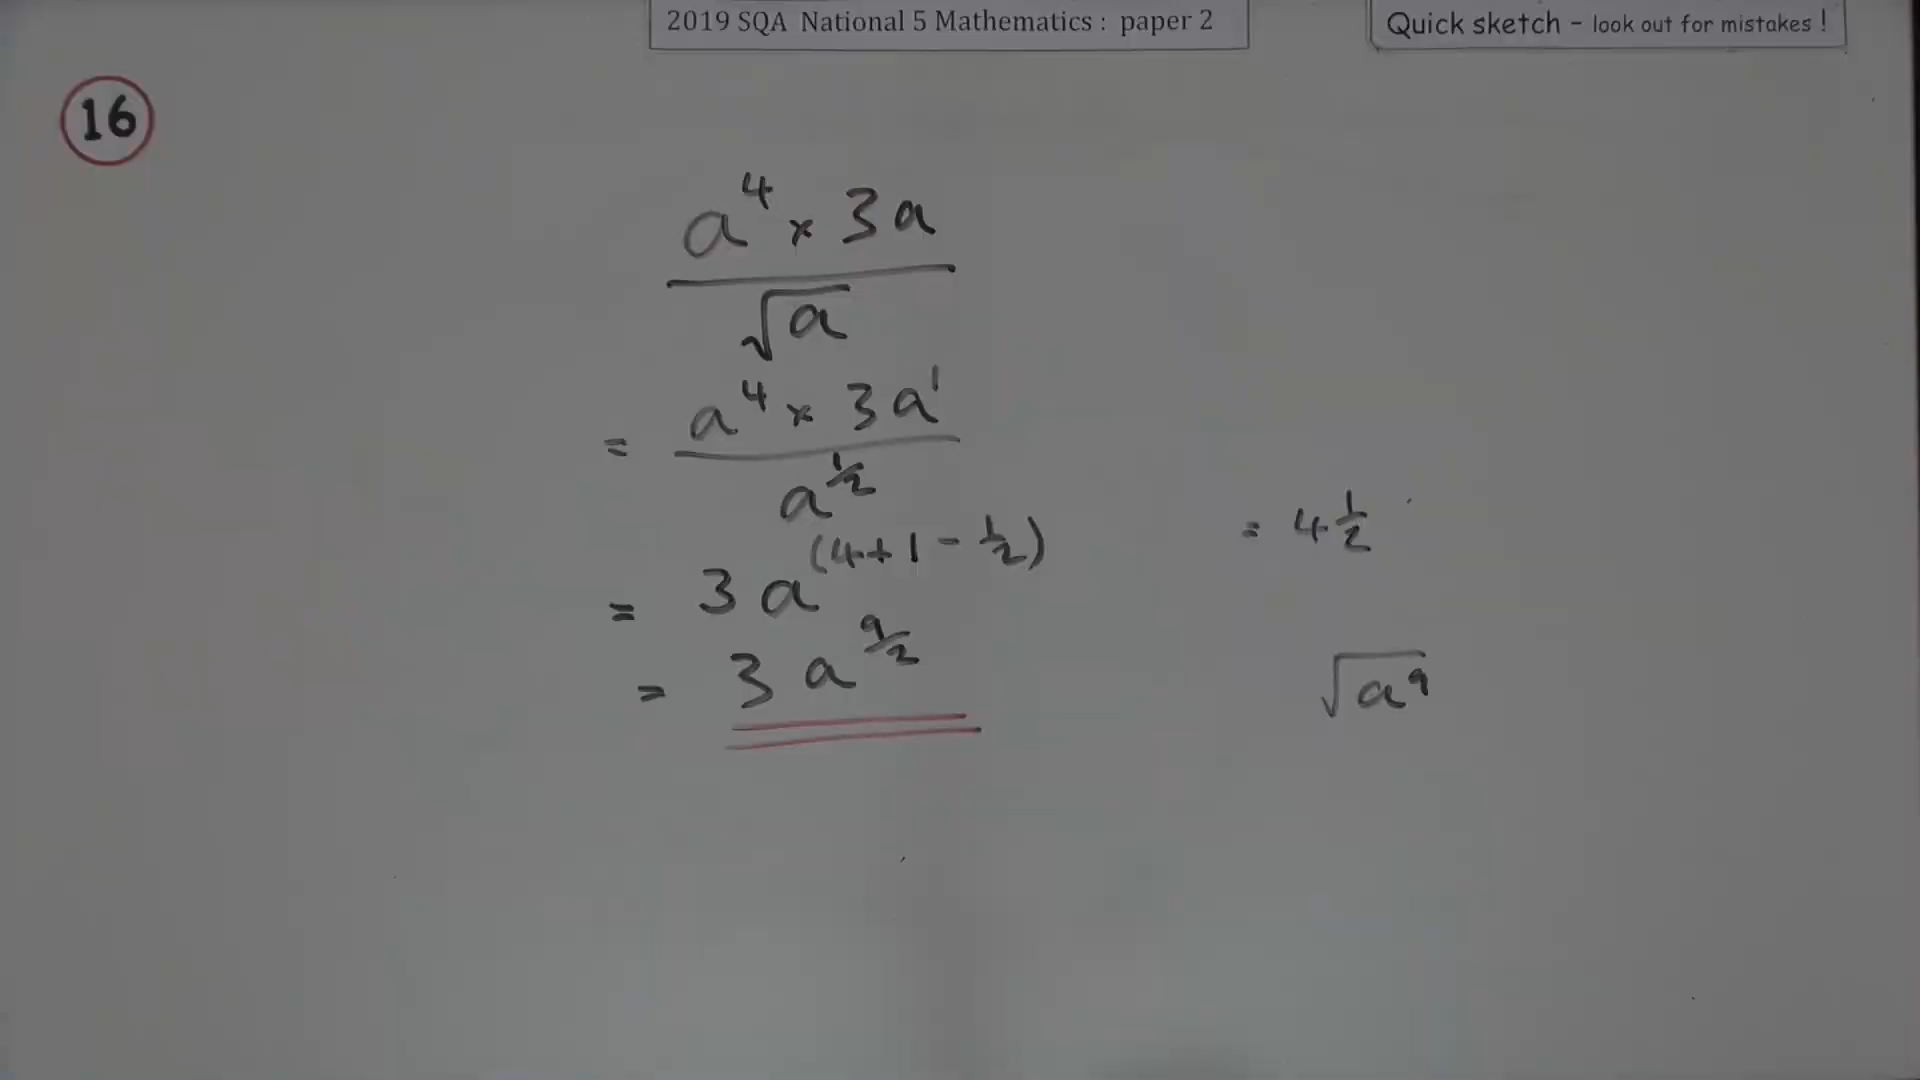 2019 SQA National 5 Mathematics : paper 2
Quick sketch – look out for mistakes !
16
a⁴ × 3a
√a
= a⁴ × 3a¹
a^½
= 3a^(4+1-½) = 4½
= 3a^9/2 √a⁹